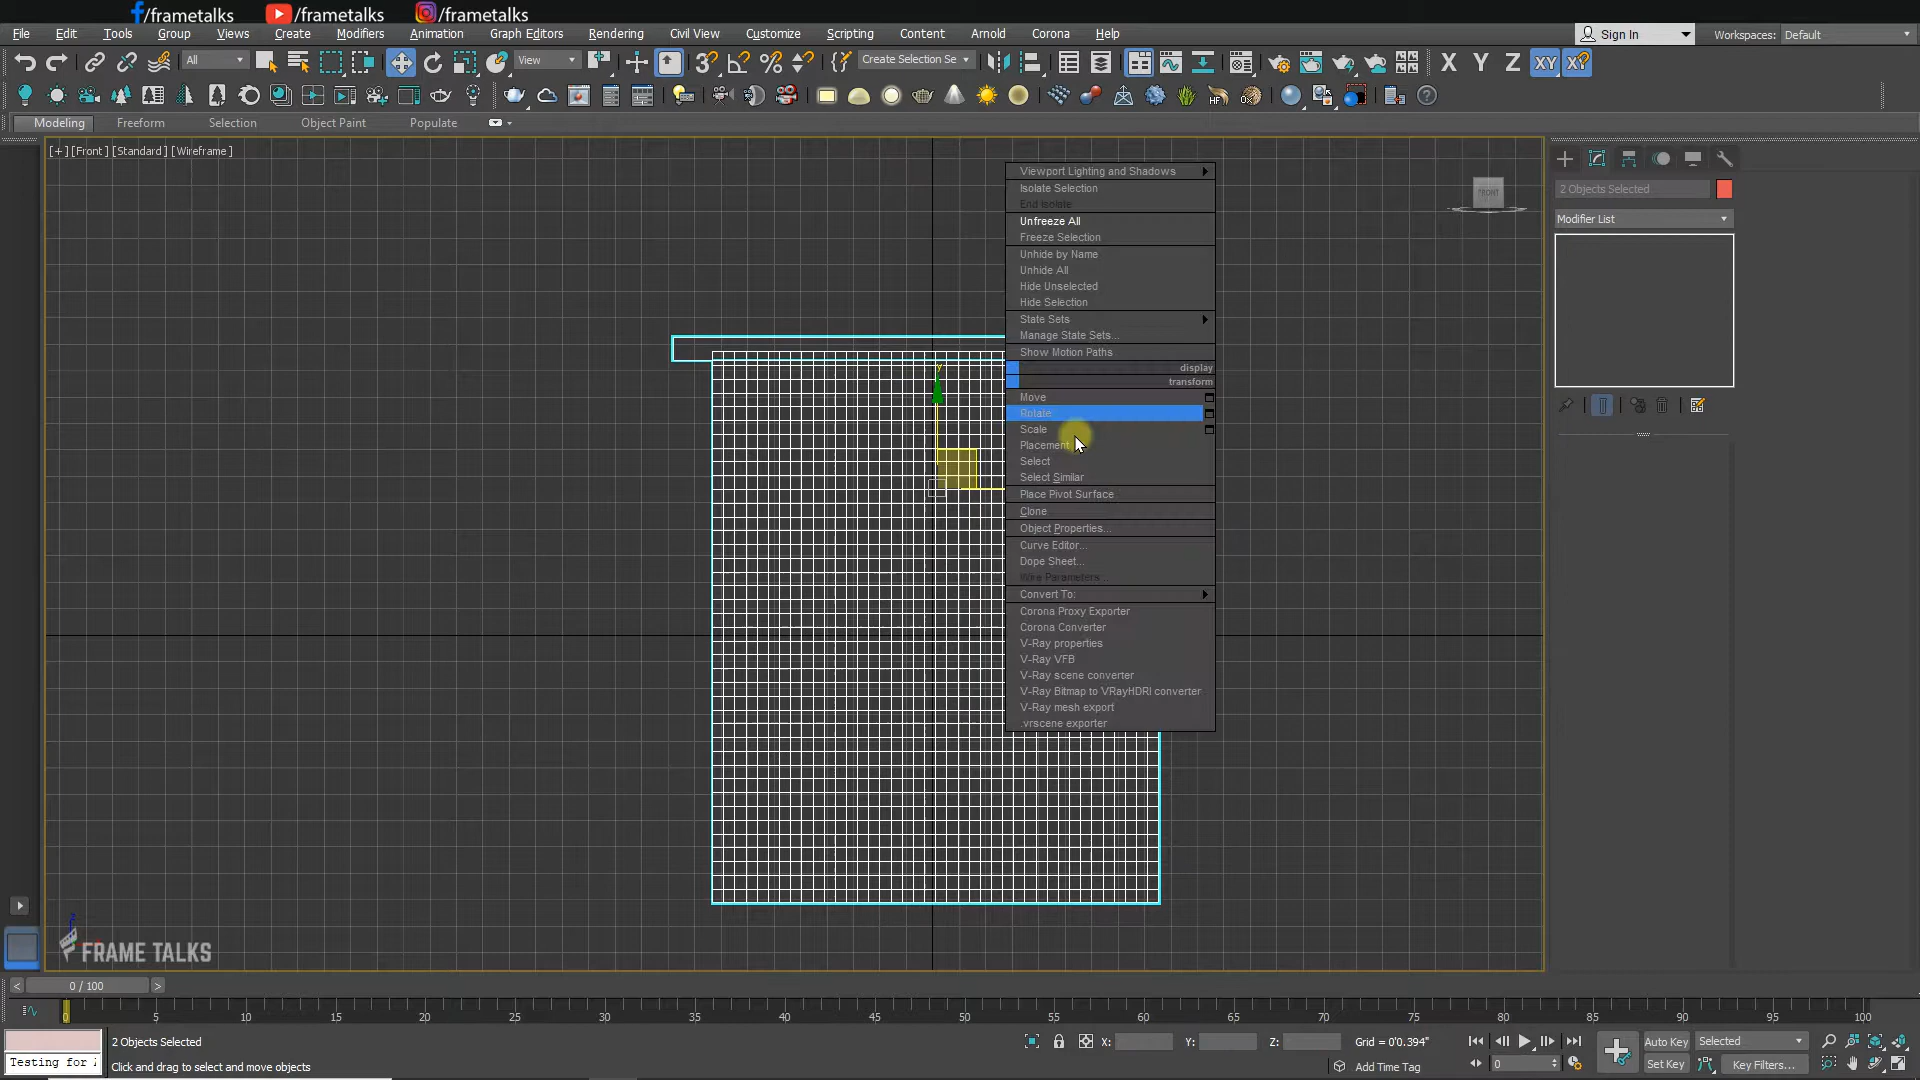 /frametalks /frametalks /frametalks
File Edit Tools Group Views Create Modifiers Animation Graph Editors Rendering Civil View Customize Scripting Content Arnold Corona Help Sign In Workspaces: Default
All View Create Selection Se X Y Z XY XY
Modeling Freeform Selection Object Paint Populate
[+] [Front] [Standard] [Wireframe]
FRONT
2 Objects Selected
Modifier List
Viewport Lighting and Shadows
Isolate Selection
End Isolate
Unfreeze All
Freeze Selection
Unhide by Name
Unhide All
Hide Unselected
Hide Selection
State Sets
Manage State Sets...
Show Motion Paths
display
transform
Move
Rotate
Scale
Placement
Select
Select Similar
Place Pivot Surface
Clone
Object Properties...
Curve Editor...
Dope Sheet...
Wire Parameters...
Convert To:
Corona Proxy Exporter
Corona Converter
V-Ray properties
V-Ray VFB
V-Ray scene converter
V-Ray Bitmap to VRayHDRI converter
V-Ray mesh export
.vrscene exporter
y
z
FRAME TALKS
< 0 / 100 >
0 5 10 15 20 25 30 35 40 45 50 55 60 65 70 75 80 85 90 95 100
2 Objects Selected X: Y: Z: Grid = 0'0.394" Auto Key Selected
Testing for Click and drag to select and move objects Add Time Tag 0 Set Key Key Filters...